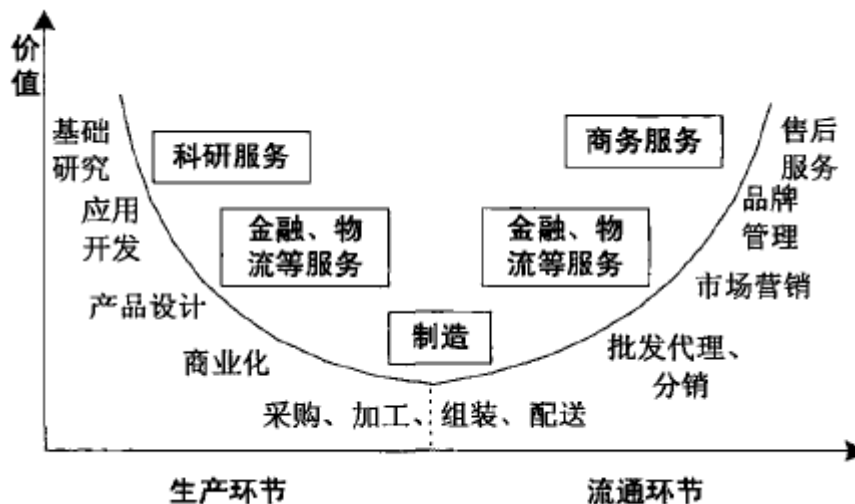 价
值
基础
研究
科研服务
商务服务
售后
服务
应用
开发
金融、物
流等服务
金融、物
流等服务
品牌
管理
产品设计
市场营销
制造
商业化
批发代理、
分销
采购、加工、组装、配送
生产环节
流通环节